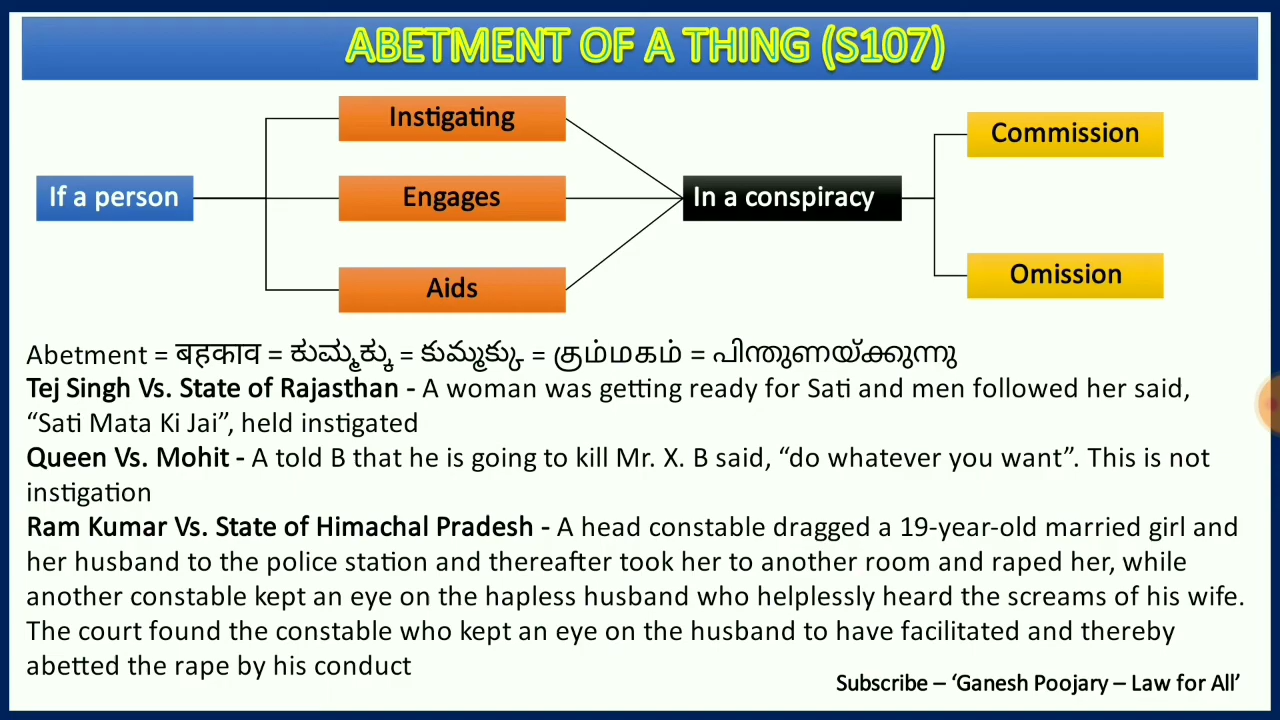 ABETMENT OF A THING (S107)
Instigating
Commission
If a person
Engages
In a conspiracy
Aids
Omission
Abetment = बहकाव = ಕುಮ್ಮಕ್ಕು = కుమ్మక్కు = கும்மகம் = പിന്തുണയ്ക്കുന്നു
Tej Singh Vs. State of Rajasthan - A woman was getting ready for Sati and men followed her said,
“Sati Mata Ki Jai”, held instigated
Queen Vs. Mohit - A told B that he is going to kill Mr. X. B said, “do whatever you want”. This is not
instigation
Ram Kumar Vs. State of Himachal Pradesh - A head constable dragged a 19-year-old married girl and
her husband to the police station and thereafter took her to another room and raped her, while
another constable kept an eye on the hapless husband who helplessly heard the screams of his wife.
The court found the constable who kept an eye on the husband to have facilitated and thereby
abetted the rape by his conduct
Subscribe – ‘Ganesh Poojary – Law for All’